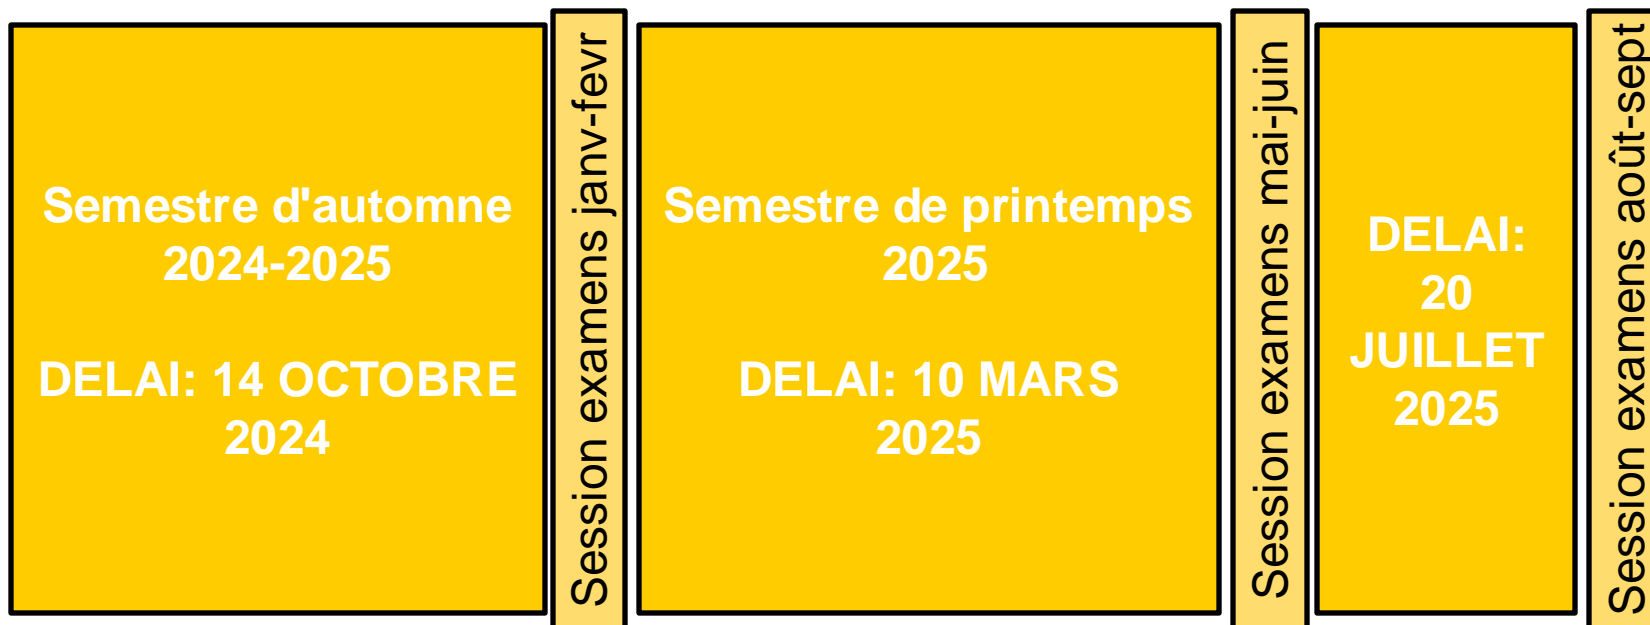 Semestre d'automne
2024-2025
DELAI: 14 OCTOBRE
2024
Session examens janv-fevr
Semestre de printemps
2025
DELAI: 10 MARS
2025
Session examens mai-juin
DELAI:
20
JUILLET
2025
Session examens août-sept